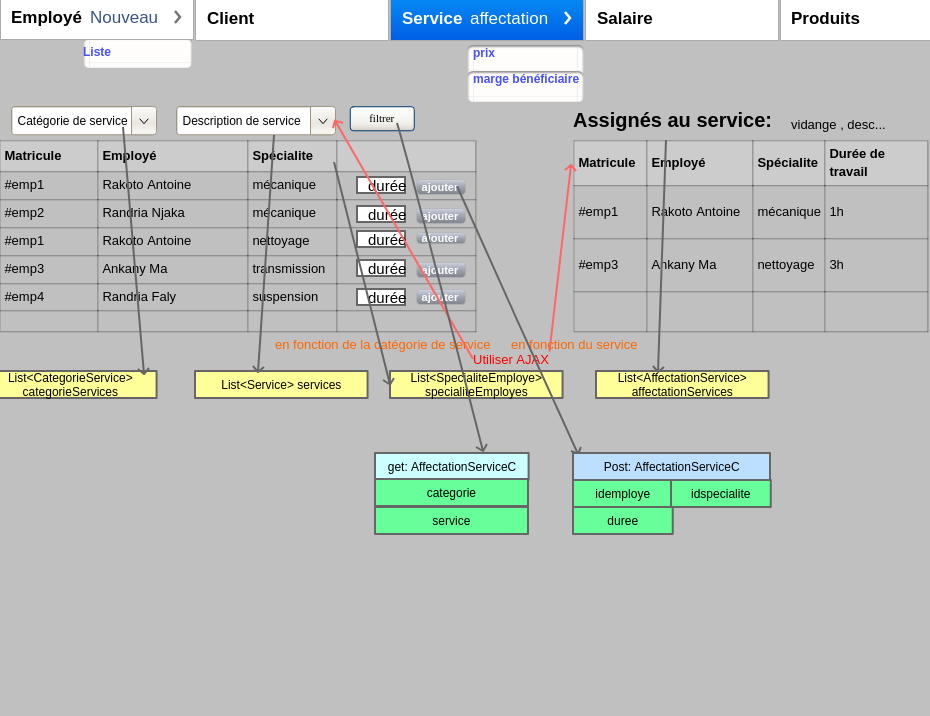 Employé Nouveau
Client
Service affectation
Salaire
Produits
Liste
prix
marge bénéficiaire
Catégorie de service
Description de service
filtrer
Assignés au service:
vidange , desc...
Matricule Employé Spécialite
#emp1 Rakoto Antoine mécanique durée ajouter
#emp2 Randria Njaka mécanique durée ajouter
#emp1 Rakoto Antoine nettoyage durée ajouter
#emp3 Ankany Ma transmission durée ajouter
#emp4 Randria Faly suspension durée ajouter
Matricule Employé Spécialite Durée de
travail
#emp1 Rakoto Antoine mécanique 1h
#emp3 Ankany Ma nettoyage 3h
en fonction de la catégorie de service
en fonction du service
Utiliser AJAX
List<CategorieService>
categorieServices
List<Service> services
List<SpecialiteEmploye>
specialiteEmployes
List<AffectationService>
affectationServices
get: AffectationServiceC
categorie
service
Post: AffectationServiceC
idemploye
idspecialite
duree